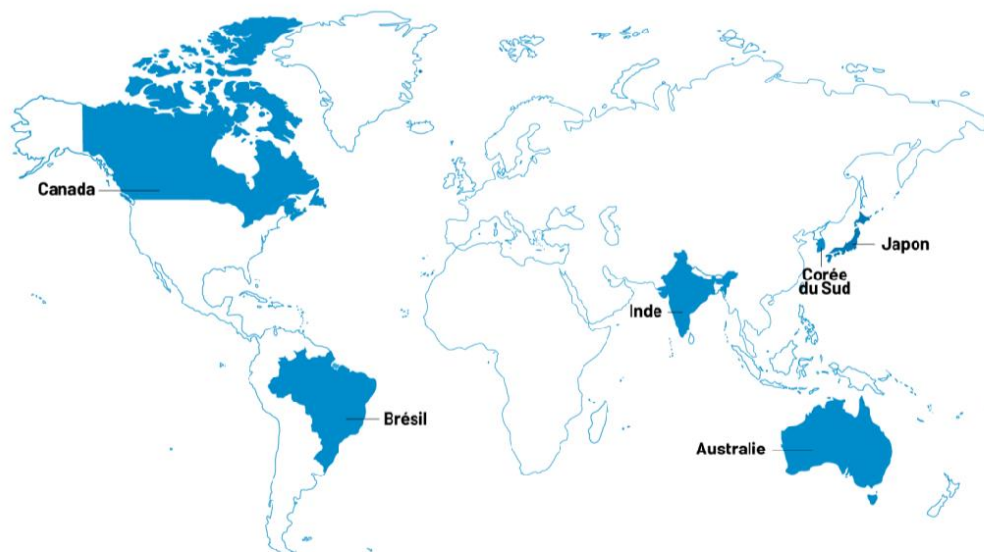 Canada
Japon
Corée
du Sud
Inde
Brésil
Australie